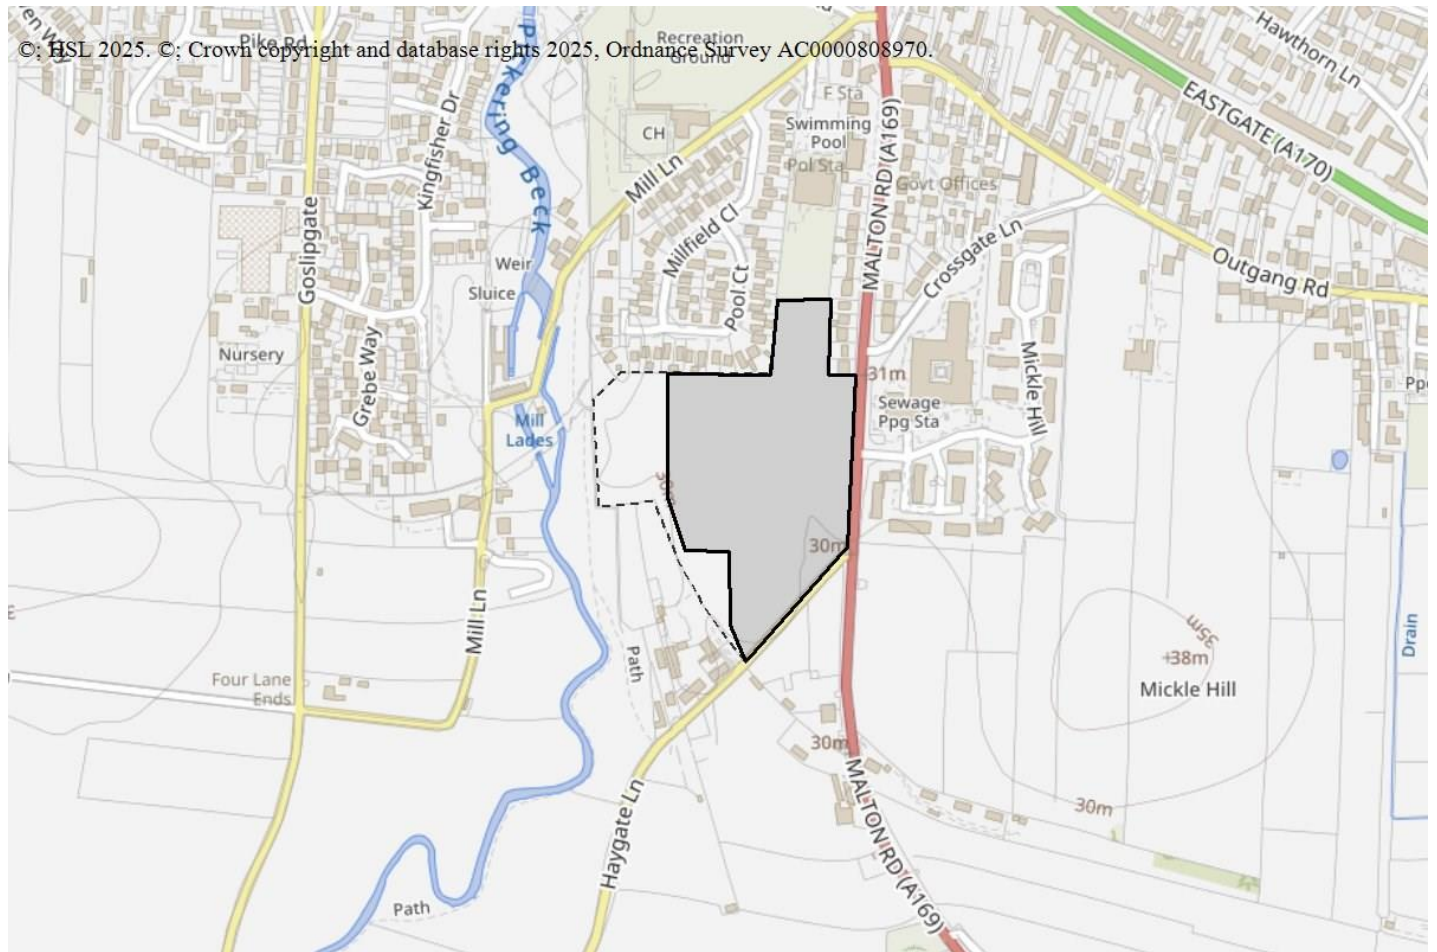 ©; HSL 2025. ©; Crown copyright and database rights 2025, Ordnance Survey AC0000808970.
Pike Rd
Recreation
Ground
Hawthorn Ln
EASTGATE (A170)
F Sta
Swimming
Pool
Pol Sta
Govt Offices
MALTON RD (A169)
CH
Mill Ln
Kingfisher Dr
Pickering Beck
Goslipgate
Millfield Cl
Pool Ct
Crossgate Ln
Outgang Rd
Weir
Sluice
Nursery
Grebe Way
Mill
Lades
31m
Sewage
Ppg Sta
Mickle Hill
30m
30m
Mill Ln
Path
Four Lane
Ends
35m
38m
Mickle Hill
Drain
30m
30m
MALTON RD (A169)
Haygate Ln
Path